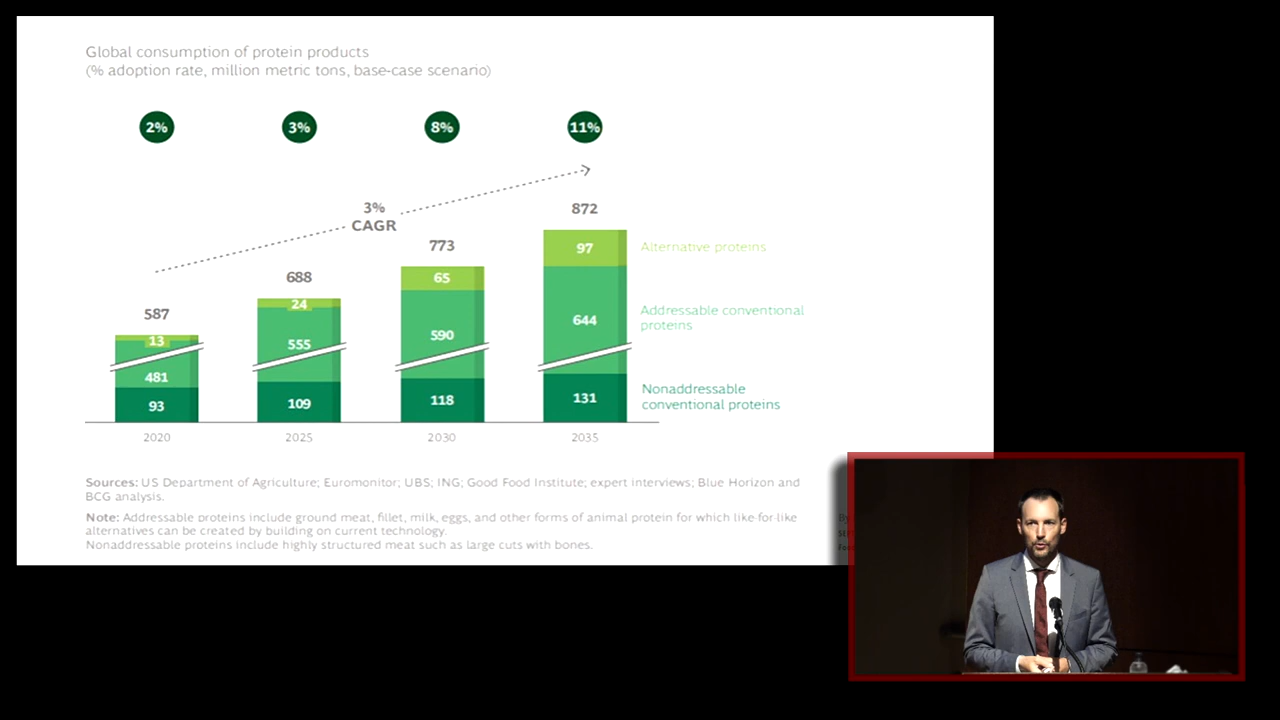 Global consumption of protein products
(% adoption rate, million metric tons, base-case scenario)
2% 3% 8% 11%
3%
CAGR
587 688 773 872
13 24 65 97
481 555 590 644
93 109 118 131
Alternative proteins
Addressable conventional
proteins
Nonaddressable
conventional proteins
2020 2025 2030 2035
Sources: US Department of Agriculture; Euromonitor; UBS; ING; Good Food Institute; expert interviews; Blue Horizon and
BCG analysis.
Note: Addressable proteins include ground meat, fillet, milk, eggs, and other forms of animal protein for which like-for-like
alternatives can be created by building on current technology.
Nonaddressable proteins include highly structured meat such as large cuts with bones.